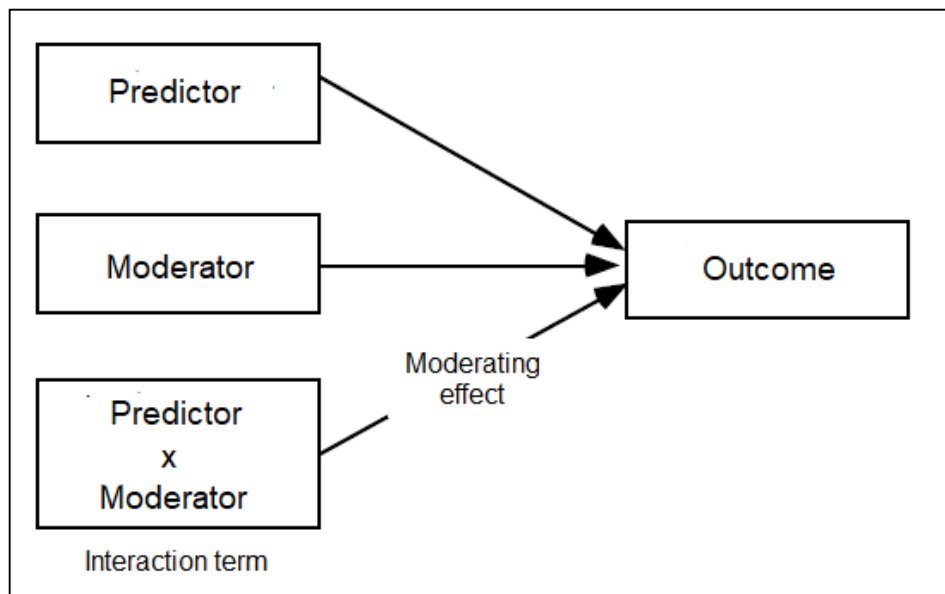 Predictor
Moderator
Outcome
Moderating
effect
Predictor
x
Moderator
Interaction term